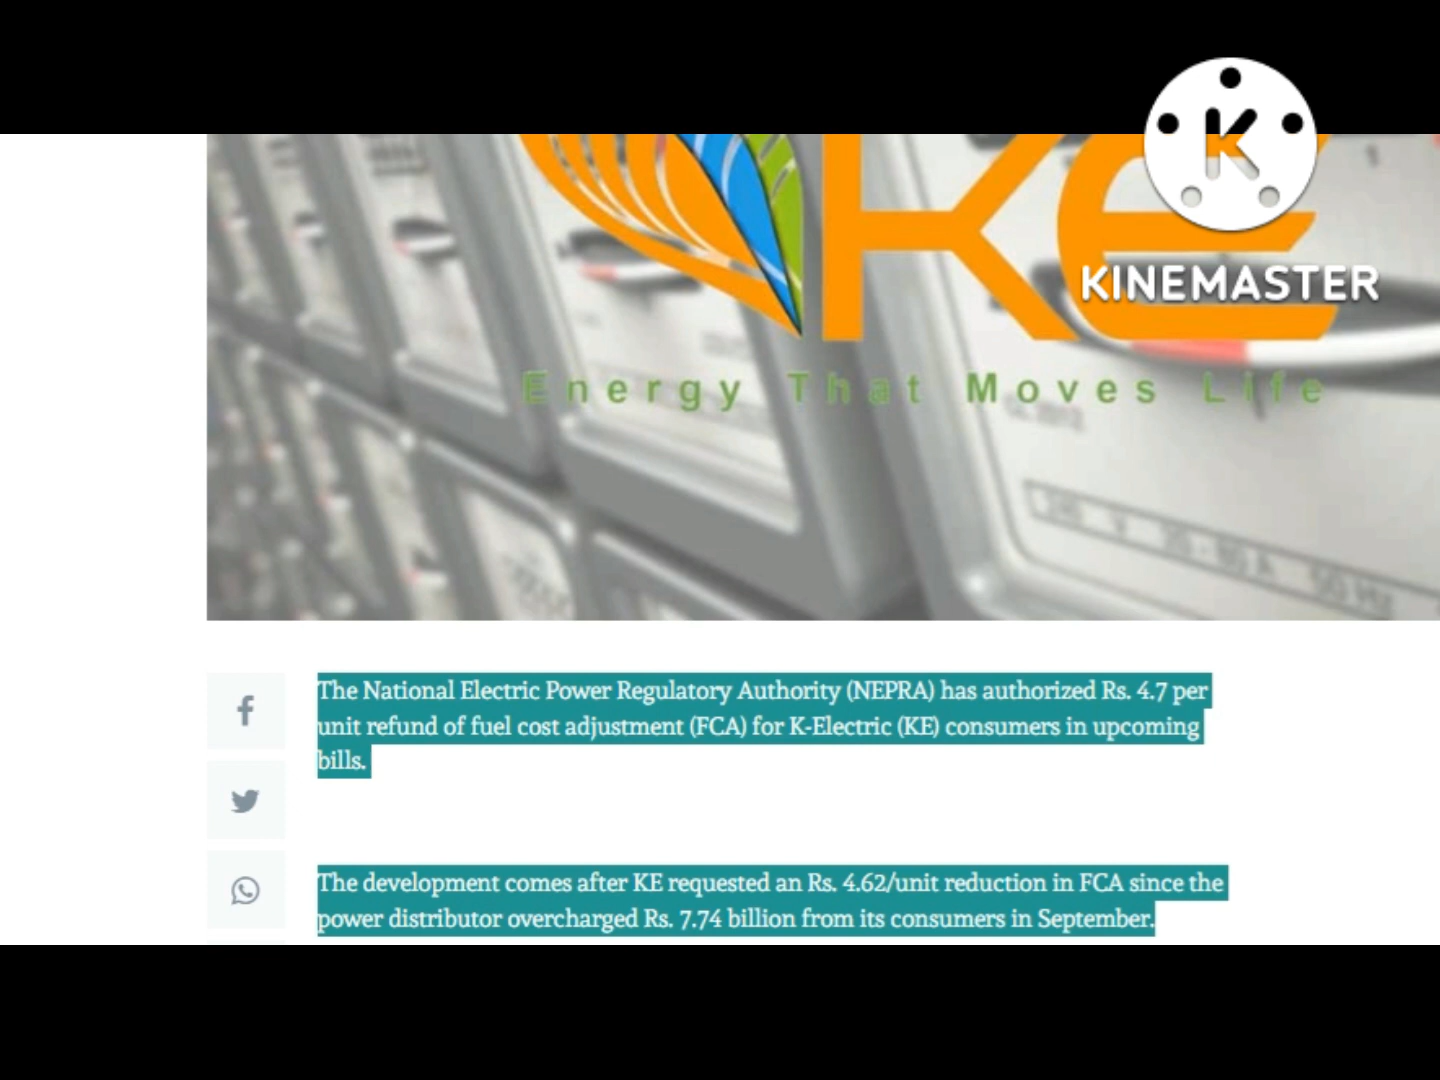 Ke
K
KINEMASTER
Energy That Moves Life
The National Electric Power Regulatory Authority (NEPRA) has authorized Rs. 4.7 per
unit refund of fuel cost adjustment (FCA) for K-Electric (KE) consumers in upcoming
bills.
The development comes after KE requested an Rs. 4.62/unit reduction in FCA since the
power distributor overcharged Rs. 7.74 billion from its consumers in September.